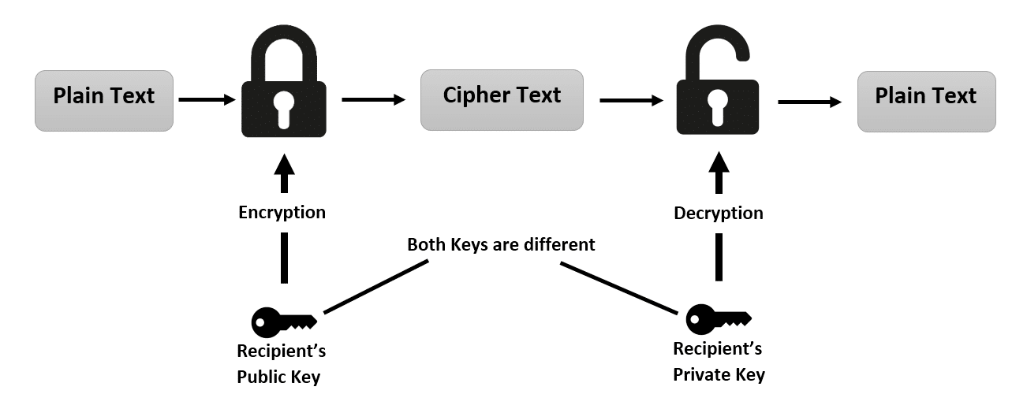 Plain Text
Cipher Text
Plain Text
Encryption
Decryption
Both Keys are different
Recipient's
Public Key
Recipient's
Private Key